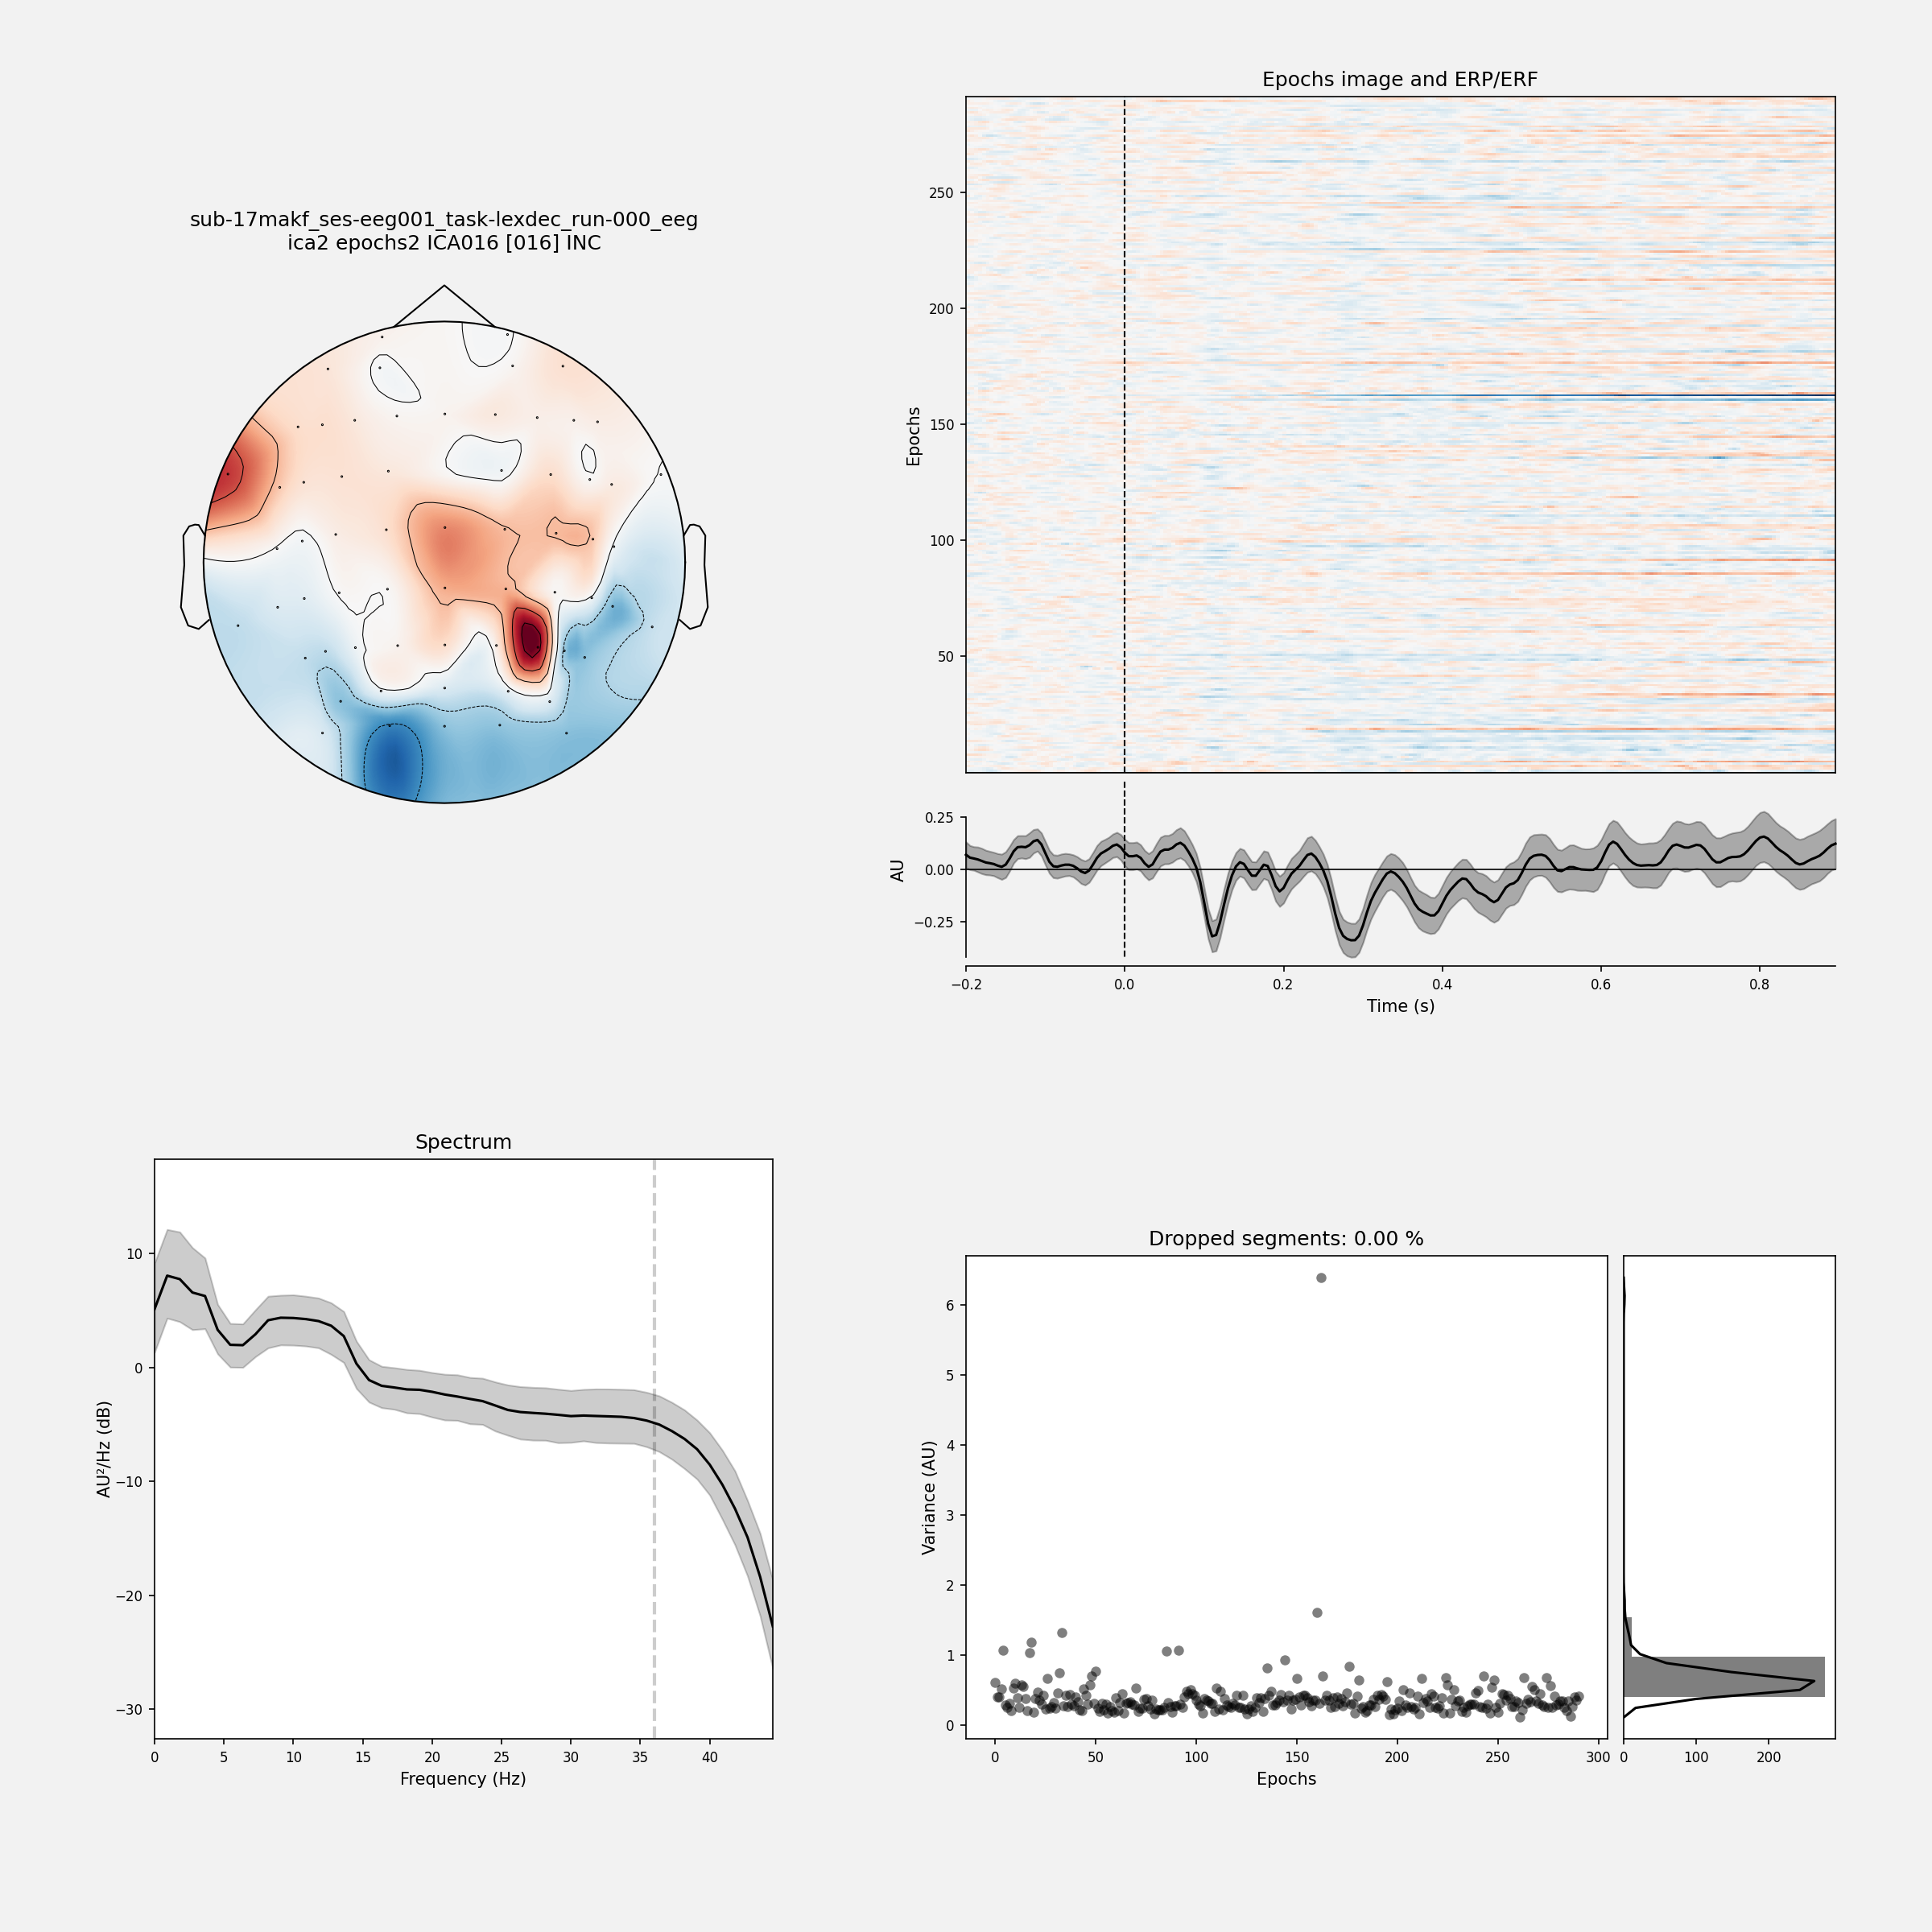 sub-17makf_ses-eeg001_task-lexdec_run-000_eeg
ica2 epochs2 ICA016 [016] INC
Epochs image and ERP/ERF
Epochs
250
200
150
100
50
AU
0.25
0.00
−0.25
−0.2 0.0 0.2 0.4 0.6 0.8
Time (s)
Spectrum
AU²/Hz (dB)
10
0
−10
−20
−30
0 5 10 15 20 25 30 35 40
Frequency (Hz)
Dropped segments: 0.00 %
Variance (AU)
6
5
4
3
2
1
0
0 50 100 150 200 250 300
Epochs
0 100 200